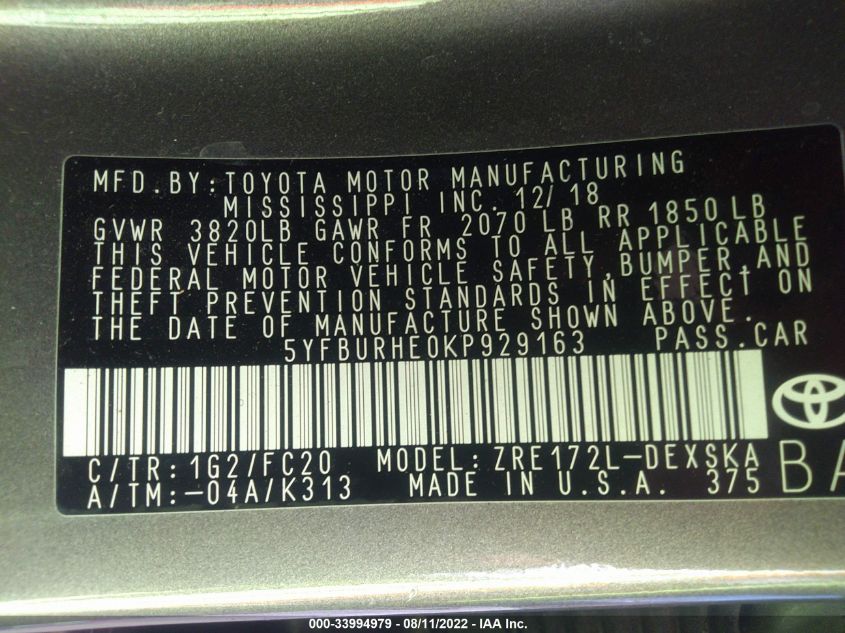 MFD.BY:TOYOTA MOTOR MANUFACTURING
MISSISSIPPI INC. 12/ 18
GVWR 3820LB GAWR FR 2070 LB RR 1850 LB
THIS VEHICLE CONFORMS TO ALL APPLICABLE
FEDERAL MOTOR VEHICLE SAFETY,BUMPER,AND
THEFT PREVENTION STANDARDS IN EFFECT ON
THE DATE OF MANUFACTURE SHOWN ABOVE.
5YFBURHE0KP929163 PASS.CAR
C/TR: 1G2/FC20 MODEL: ZRE172L-DEXSKA
A/TM:-04A/K313 MADE IN U.S.A. 375 BA
000-33994979 - 08/11/2022 - IAA Inc.